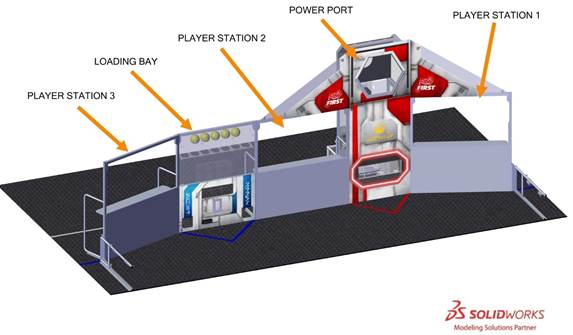 POWER PORT
PLAYER STATION 1
PLAYER STATION 2
LOADING BAY
PLAYER STATION 3
FIRST
FIRST
SOLIDWORKS
Modeling Solutions Partner